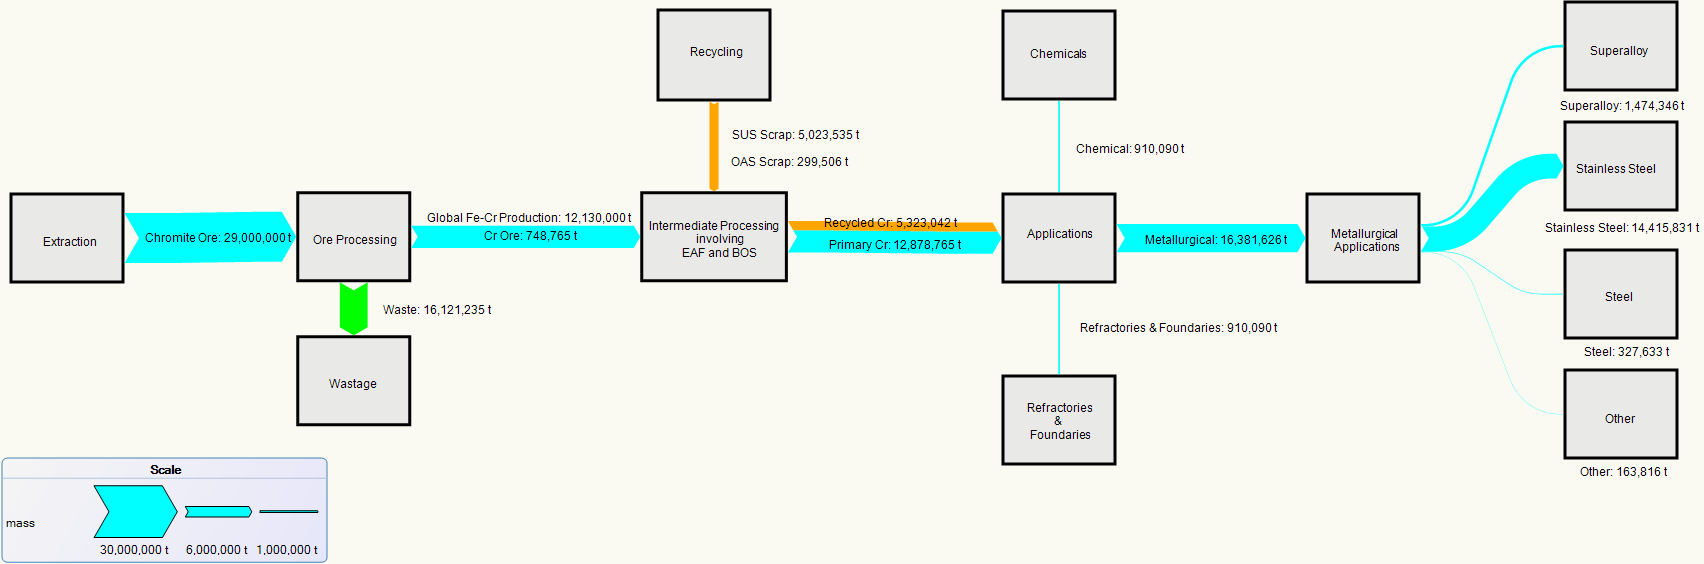 Extraction
Chromite Ore: 29,000,000 t
Ore Processing
Waste: 16,121,235 t
Wastage
Global Fe-Cr Production: 12,130,000 t
Cr Ore: 748,765 t
Recycling
SUS Scrap: 5,023,535 t
OAS Scrap: 299,506 t
Intermediate Processing
involving
EAF and BOS
Recycled Cr: 5,323,042 t
Primary Cr: 12,878,765 t
Chemicals
Chemical: 910,090 t
Applications
Refractories & Foundaries: 910,090 t
Refractories
&
Foundaries
Metallurgical: 16,381,626 t
Metallurgical
Applications
Superalloy
Superalloy: 1,474,346 t
Stainless Steel
Stainless Steel: 14,415,831 t
Steel
Steel: 327,633 t
Other
Other: 163,816 t
Scale
mass
30,000,000 t
6,000,000 t
1,000,000 t